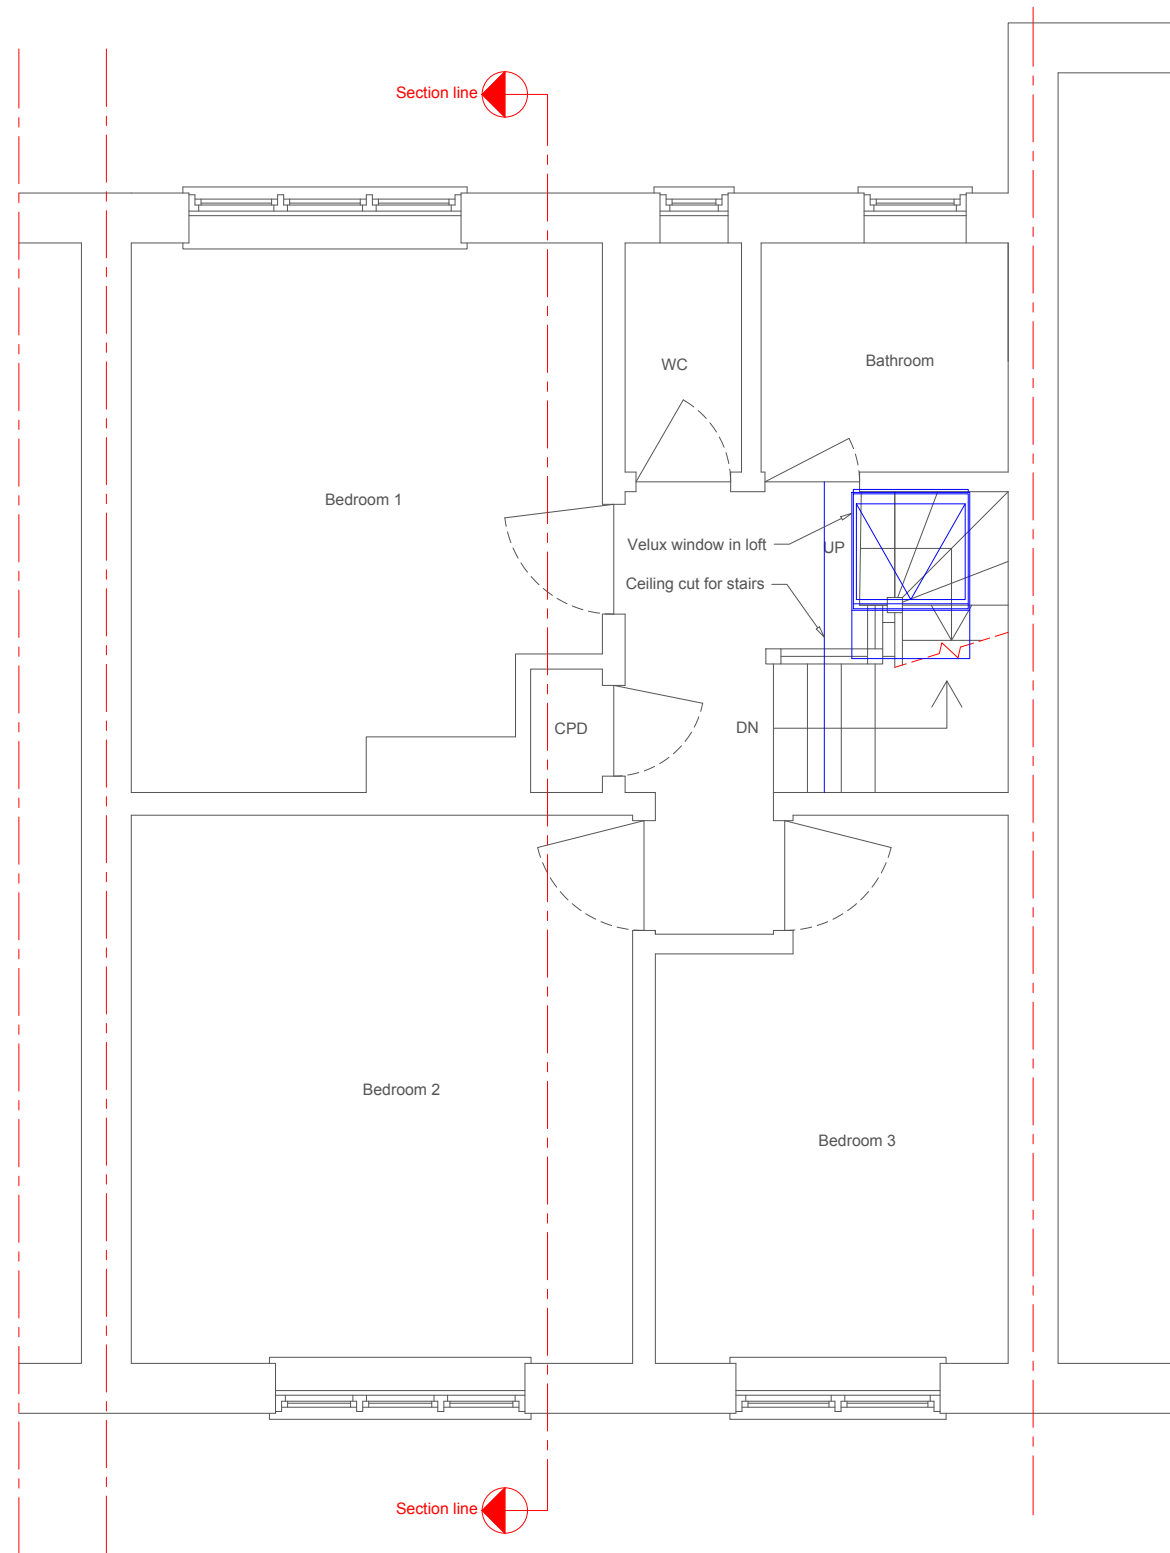 Section line
WC
Bathroom
Bedroom 1
Velux window in loft
UP
Ceiling cut for stairs
CPD
DN
Bedroom 2
Bedroom 3
Section line